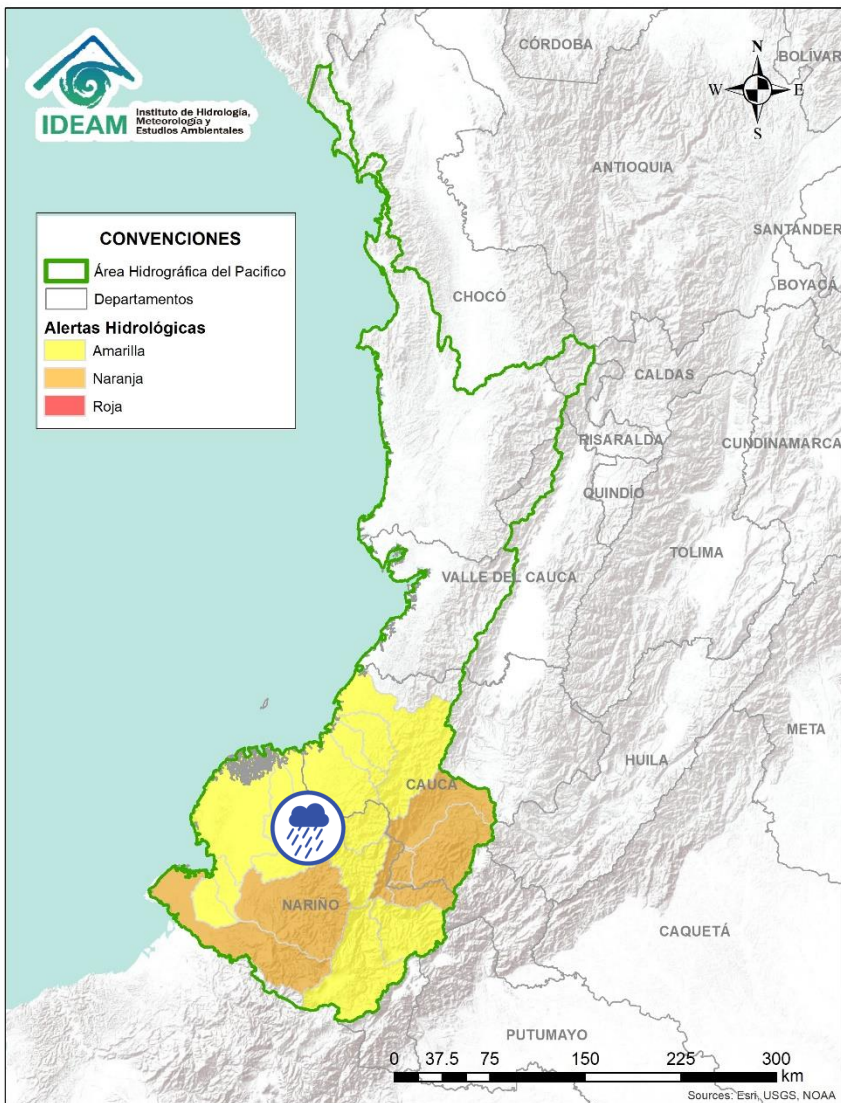 IDEAM
Instituto de Hidrología,
Meteorología y
Estudios Ambientales
CÓRDOBA
BOLÍVAR
N
W
E
S
ANTIOQUIA
SANTANDER
BOYACÁ
CONVENCIONES
Área Hidrográfica del Pacifico
Departamentos
Alertas Hidrológicas
Amarilla
Naranja
Roja
CHOCÓ
CALDAS
RISARALDA
CUNDINAMARCA
QUINDÍO
TOLIMA
VALLE DEL CAUCA
META
HUILA
CAUCA
NARIÑO
CAQUETÁ
PUTUMAYO
0 37.5 75 150 225 300
km
Sources: Esri, USGS, NOAA